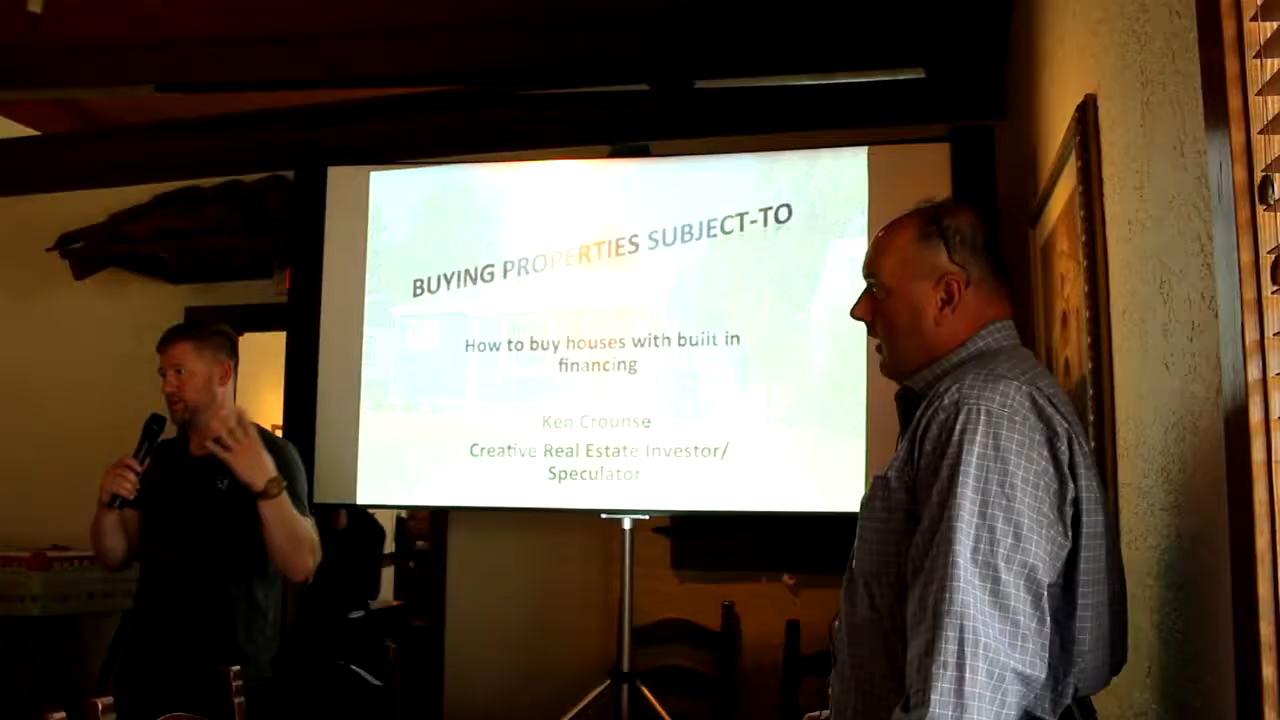 BUYING PROPERTIES SUBJECT-TO
How to buy houses with built in
financing
Ken Crounse
Creative Real Estate Investor/
Speculator